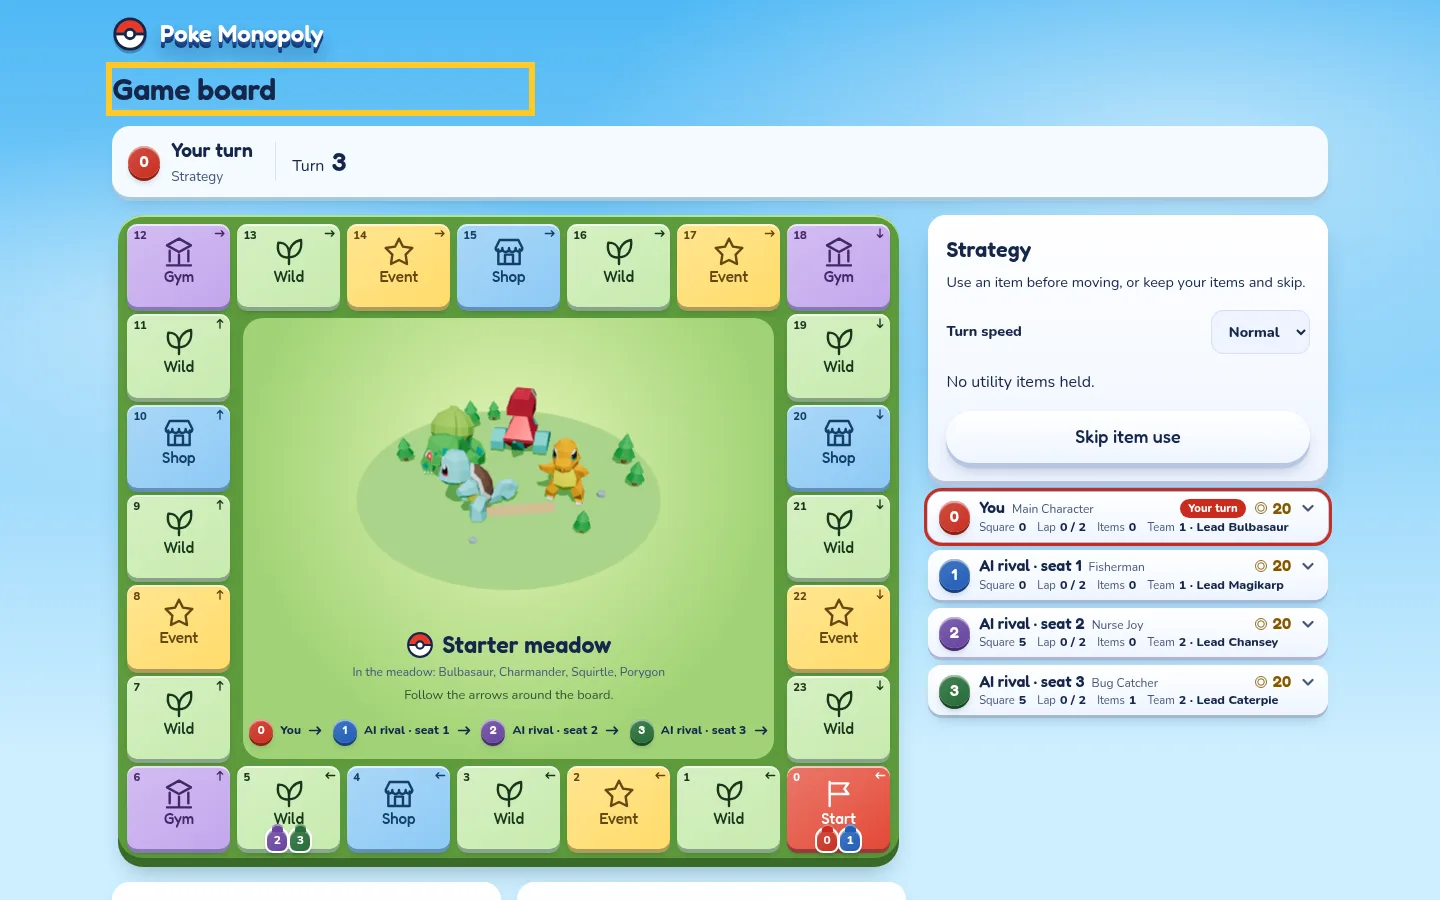 Poke Monopoly
Game board
0 Your turn
Strategy
Turn 3
12 → Gym
13 → Wild
14 → Event
15 → Shop
16 → Wild
17 → Event
18 ↓ Gym
11 ↑ Wild
19 ↓ Wild
10 ↑ Shop
20 ↓ Shop
9 ↑ Wild
21 ↓ Wild
8 ↑ Event
22 ↓ Event
7 ↑ Wild
23 ↓ Wild
Starter meadow
In the meadow: Bulbasaur, Charmander, Squirtle, Porygon
Follow the arrows around the board.
0 You → 1 AI rival · seat 1 → 2 AI rival · seat 2 → 3 AI rival · seat 3 →
6 ↑ Gym
5 ← Wild 2 3
4 ← Shop
3 ← Wild
2 ← Event
1 ← Wild
0 ← Start 0 1
Strategy
Use an item before moving, or keep your items and skip.
Turn speed Normal
No utility items held.
Skip item use
0 You Main Character Your turn 20
Square 0 Lap 0 / 2 Items 0 Team 1 · Lead Bulbasaur
1 AI rival · seat 1 Fisherman 20
Square 0 Lap 0 / 2 Items 0 Team 1 · Lead Magikarp
2 AI rival · seat 2 Nurse Joy 20
Square 5 Lap 0 / 2 Items 0 Team 2 · Lead Chansey
3 AI rival · seat 3 Bug Catcher 20
Square 5 Lap 0 / 2 Items 1 Team 2 · Lead Caterpie